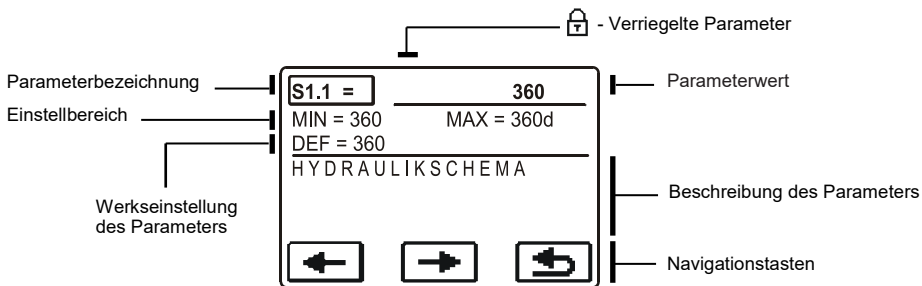 - Verriegelte Parameter
Parameterbezeichnung
Parameterwert
Einstellbereich
S1.1 = 360
MIN = 360 MAX = 360d
DEF = 360
HYDRAULIKSCHEMA
Werkseinstellung
des Parameters
Beschreibung des Parameters
Navigationstasten